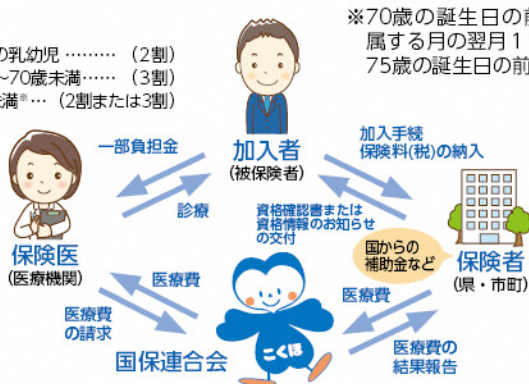 の乳幼児 ……… （2割）
～70歳未満…… （3割）
満※… （2割または3割）
※70歳の誕生日の前
属する月の翌月1
75歳の誕生日の前
一部負担金
加入者
(被保険者)
加入手続
保険料(税)の納入
診療
資格確認書または
資格情報のお知らせ
の交付
保険医
(医療機関)
国からの
補助金など
保険者
(県・市町)
医療費
医療費
医療費
の請求
こくほ
国保連合会
医療費の
結果報告